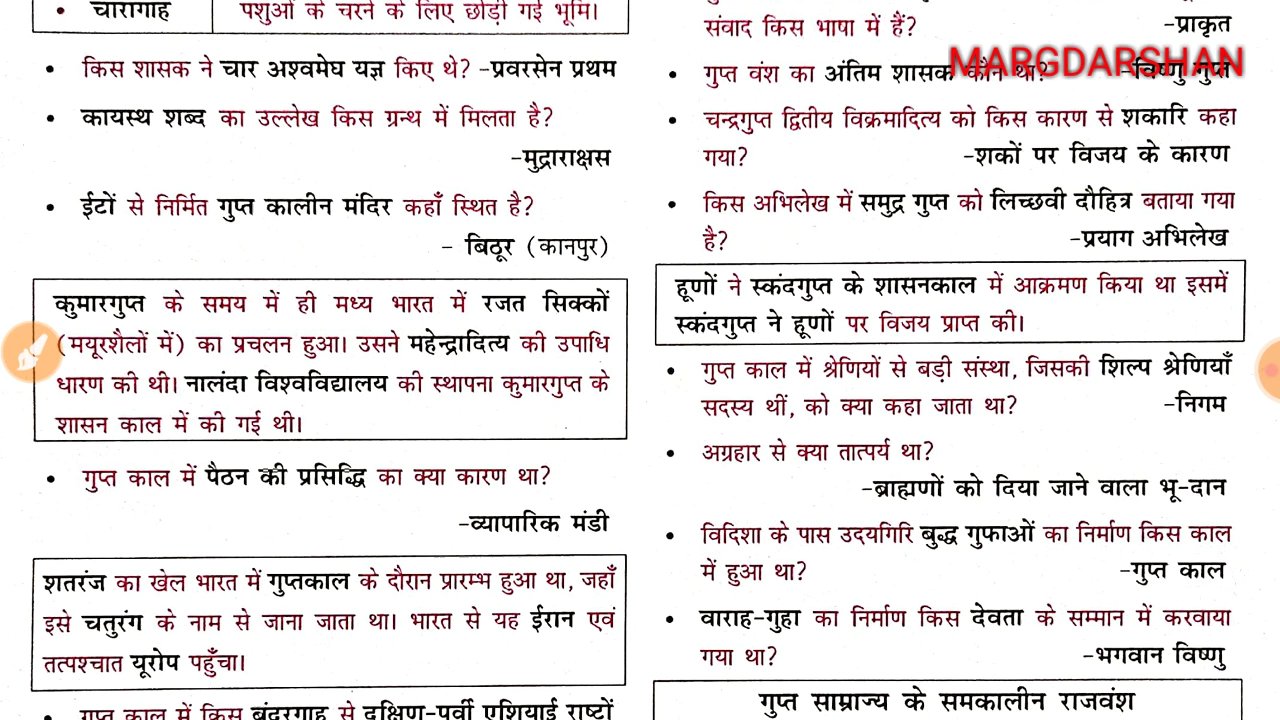 • चारागाह पशुओं के चरने के लिए छोड़ी गई भूमि।
• किस शासक ने चार अश्वमेघ यज्ञ किए थे? -प्रवरसेन प्रथम
• कायस्थ शब्द का उल्लेख किस ग्रन्थ में मिलता है?
-मुद्राराक्षस
• ईटों से निर्मित गुप्त कालीन मंदिर कहाँ स्थित है?
- बिठूर (कानपुर)
कुमारगुप्त के समय में ही मध्य भारत में रजत सिक्कों
(मयूरशैलों में) का प्रचलन हुआ। उसने महेन्द्रादित्य की उपाधि
धारण की थी। नालंदा विश्वविद्यालय की स्थापना कुमारगुप्त के
शासन काल में की गई थी।
• गुप्त काल में पैठन की प्रसिद्धि का क्या कारण था?
-व्यापारिक मंडी
शतरंज का खेल भारत में गुप्तकाल के दौरान प्रारम्भ हुआ था, जहाँ
इसे चतुरंग के नाम से जाना जाता था। भारत से यह ईरान एवं
तत्पश्चात यूरोप पहुँचा।
• गुप्त काल में किस बंदरगाह से दक्षिण-पूर्वी एशियाई राष्टों
संवाद किस भाषा में हैं? -प्राकृत
MARGDARSHAN
• गुप्त वंश का अंतिम शासक कौन था? -विष्णु गुप्त
• चन्द्रगुप्त द्वितीय विक्रमादित्य को किस कारण से शकारि कहा
गया? -शकों पर विजय के कारण
• किस अभिलेख में समुद्र गुप्त को लिच्छवी दौहित्र बताया गया
है? -प्रयाग अभिलेख
हूणों ने स्कंदगुप्त के शासनकाल में आक्रमण किया था इसमें
स्कंदगुप्त ने हूणों पर विजय प्राप्त की।
• गुप्त काल में श्रेणियों से बड़ी संस्था, जिसकी शिल्प श्रेणियाँ
सदस्य थीं, को क्या कहा जाता था? -निगम
• अग्रहार से क्या तात्पर्य था?
-ब्राह्मणों को दिया जाने वाला भू-दान
• विदिशा के पास उदयगिरि बुद्ध गुफाओं का निर्माण किस काल
में हुआ था? -गुप्त काल
• वाराह-गुहा का निर्माण किस देवता के सम्मान में करवाया
गया था? -भगवान विष्णु
गुप्त साम्राज्य के समकालीन राजवंश